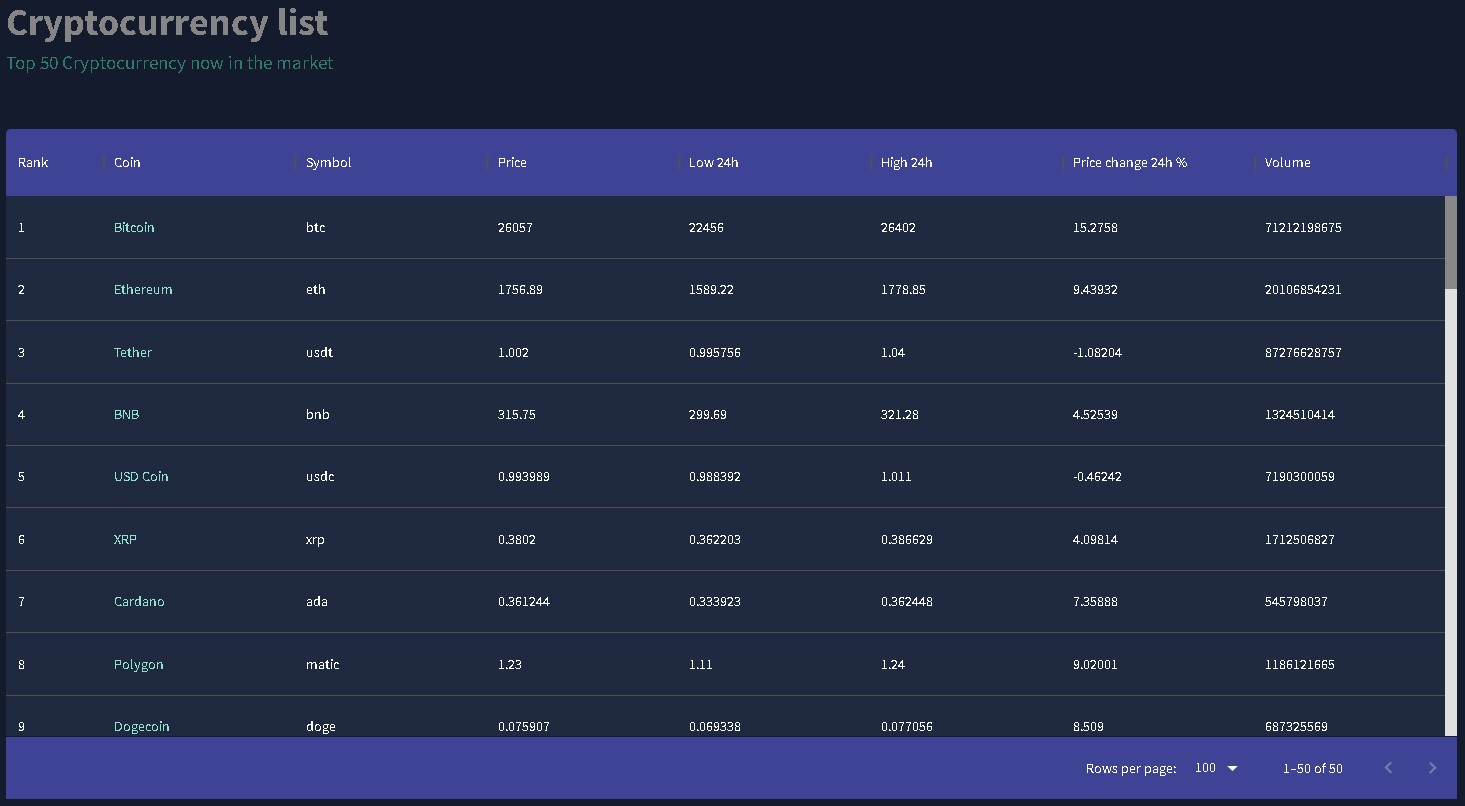 Cryptocurrency list
Top 50 Cryptocurrency now in the market
Rank Coin Symbol Price Low 24h High 24h Price change 24h % Volume
1 Bitcoin btc 26057 22456 26402 15.2758 71212198675
2 Ethereum eth 1756.89 1589.22 1778.85 9.43932 20106854231
3 Tether usdt 1.002 0.995756 1.04 -1.08204 87276628757
4 BNB bnb 315.75 299.69 321.28 4.52539 1324510414
5 USD Coin usdc 0.993989 0.988392 1.011 -0.46242 7190300059
6 XRP xrp 0.3802 0.362203 0.386629 4.09814 1712506827
7 Cardano ada 0.361244 0.333923 0.362448 7.35888 545798037
8 Polygon matic 1.23 1.11 1.24 9.02001 1186121665
9 Dogecoin doge 0.075907 0.069338 0.077056 8.509 687325569
Rows per page: 100 1–50 of 50